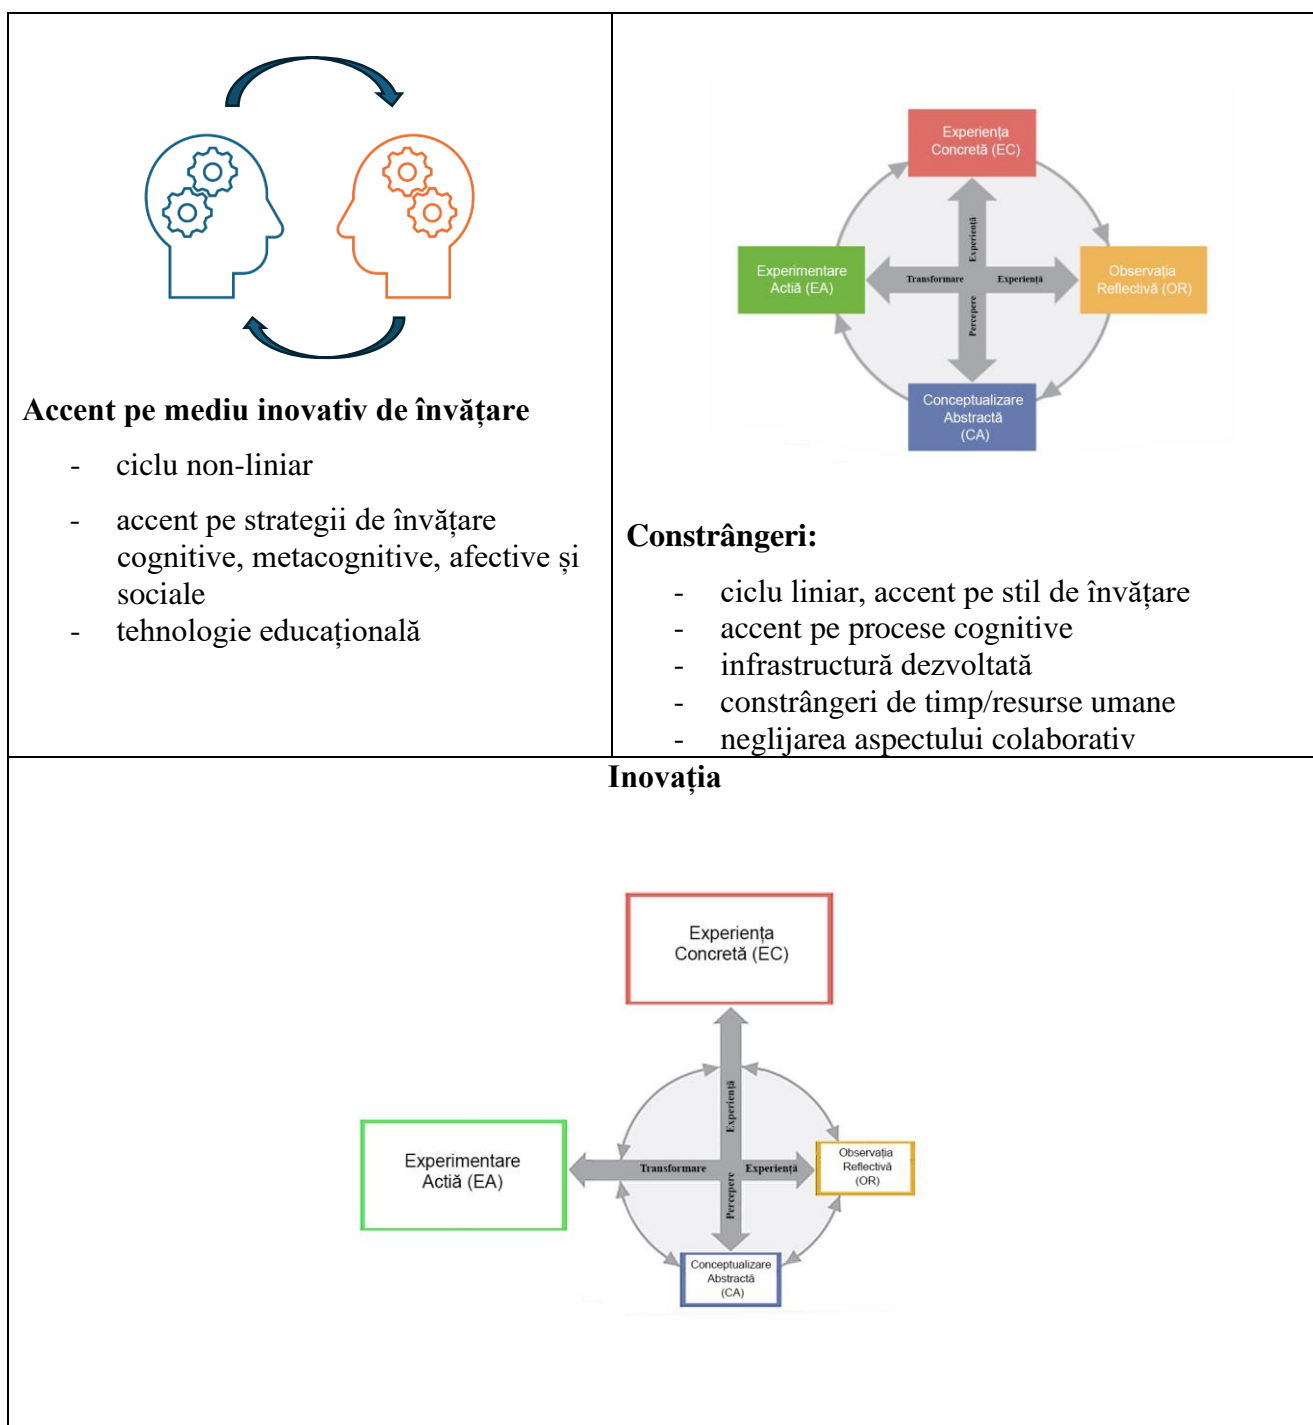 Accent pe mediu inovativ de învățare
- ciclu non-liniar
- accent pe strategii de învățare
cognitive, metacognitive, afective și
sociale
- tehnologie educațională
Experiența
Concretă (EC)
Experimentare
Actiă (EA)
Observația
Reflectivă (OR)
Conceptualizare
Abstractă
(CA)
Experiență
Transformare
Experiență
Percepere
Constrângeri:
- ciclu liniar, accent pe stil de învățare
- accent pe procese cognitive
- infrastructură dezvoltată
- constrângeri de timp/resurse umane
- neglijarea aspectului colaborativ
Inovația
Experiența
Concretă (EC)
Experiență
Experimentare
Actiă (EA)
Transformare
Experiență
Observația
Reflectivă
(OR)
Percepere
Conceptualizare
Abstractă
(CA)